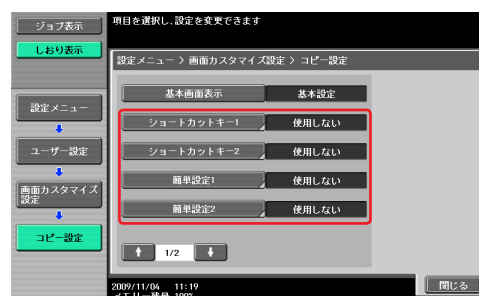 ジョブ表示
項目を選択し、設定を変更できます
しおり表示
設定メニュー > 画面カスタマイズ設定 > コピー設定
基本画面表示 基本設定
設定メニュー
ショートカットキー1 使用しない
ユーザー設定
ショートカットキー2 使用しない
画面カスタマイズ
設定
簡単設定1 使用しない
簡単設定2 使用しない
コピー設定
1/2
2009/11/04 11:19
メモリー残量 100%
閉じる